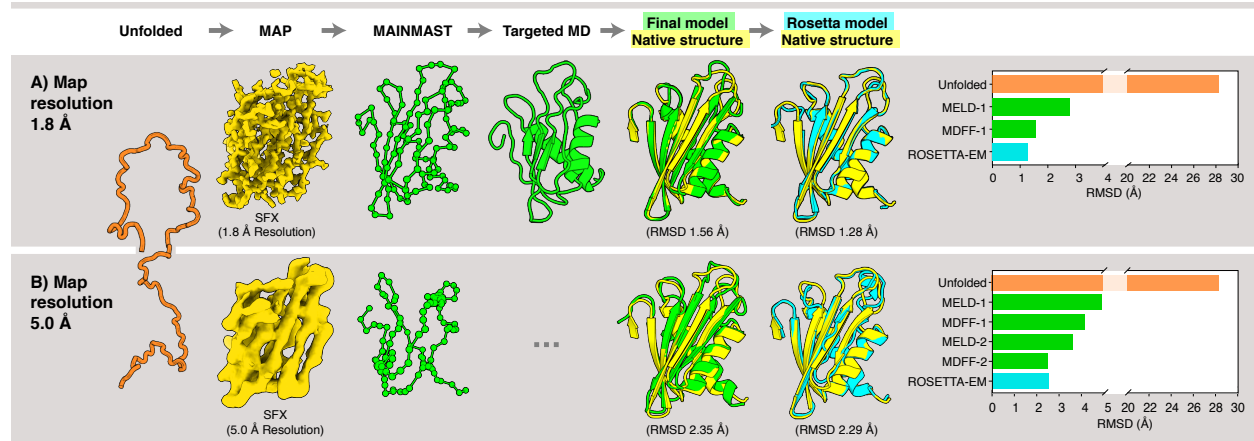 Unfolded
MAP
MAINMAST
Targeted MD
Final model
Native structure
Rosetta model
Native structure
A) Map
resolution
1.8 Å
SFX
(1.8 Å Resolution)
(RMSD 1.56 Å)
(RMSD 1.28 Å)
Unfolded
MELD-1
MDFF-1
ROSETTA-EM
0 1 2 3 4 20 22 24 26 28 30
RMSD (Å)
B) Map
resolution
5.0 Å
SFX
(5.0 Å Resolution)
...
(RMSD 2.35 Å)
(RMSD 2.29 Å)
Unfolded
MELD-1
MDFF-1
MELD-2
MDFF-2
ROSETTA-EM
0 1 2 3 4 5 20 22 24 26 28 30
RMSD (Å)